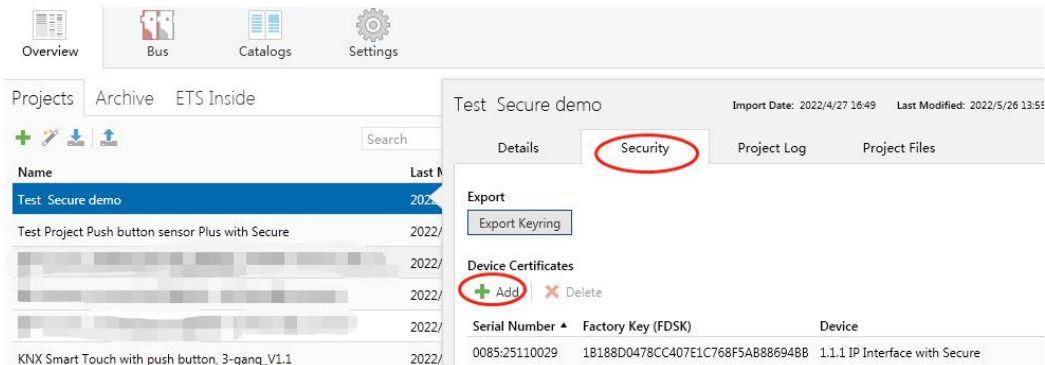 Overview Bus Catalogs Settings
Projects Archive ETS Inside
Search
Name Last
Test Secure demo 202
Test Project Push button sensor Plus with Secure 2022/
2022/
2022/
2022/
KNX Smart Touch with push button, 3-gang_V1.1 2022/
Test Secure demo Import Date: 2022/4/27 16:49 Last Modified: 2022/5/26 13:55
Details Security Project Log Project Files
Export
Export Keyring
Device Certificates
Add Delete
Serial Number Factory Key (FDSK) Device
0085:25110029 1B188D0478CC407E1C768F5AB88694BB 1.1.1 IP Interface with Secure